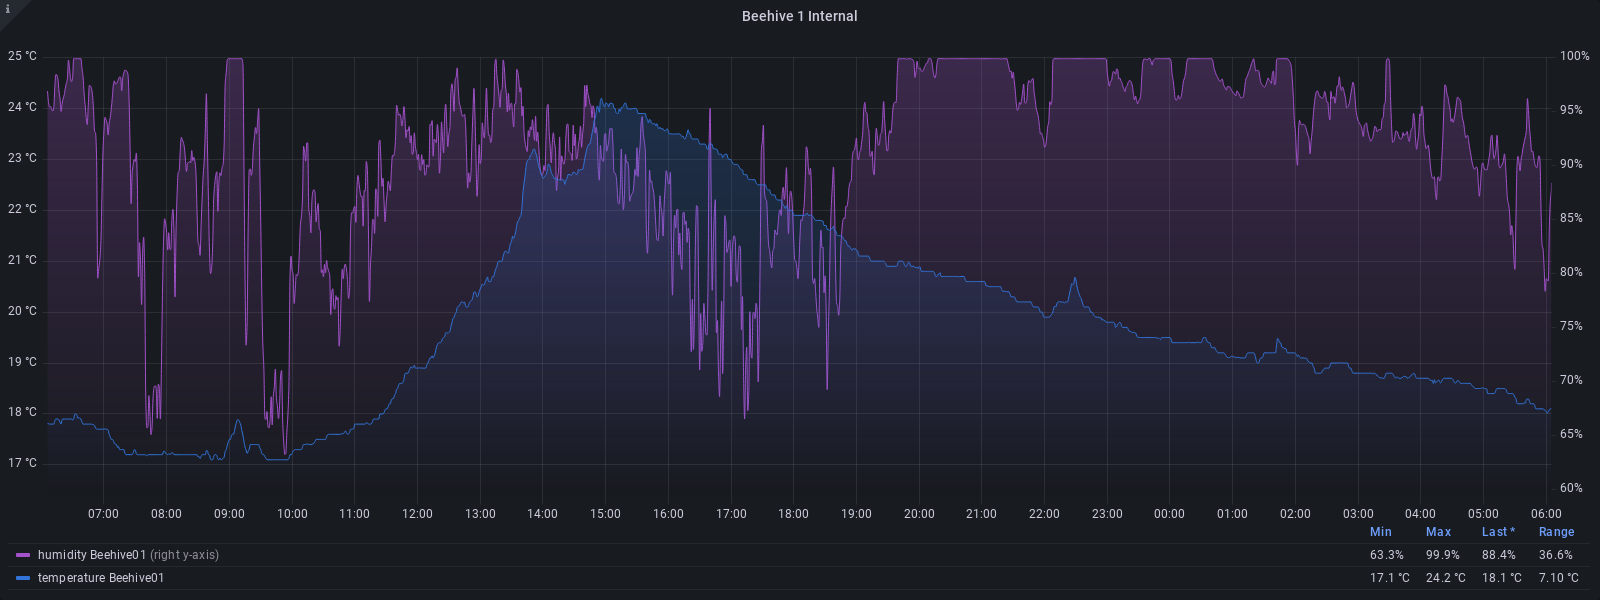 i
Beehive 1 Internal
25 °C
24 °C
23 °C
22 °C
21 °C
20 °C
19 °C
18 °C
17 °C
100%
95%
90%
85%
80%
75%
70%
65%
60%
07:00 08:00 09:00 10:00 11:00 12:00 13:00 14:00 15:00 16:00 17:00 18:00 19:00 20:00 21:00 22:00 23:00 00:00 01:00 02:00 03:00 04:00 05:00 06:00
Min Max Last * Range
humidity Beehive01 (right y-axis) 63.3% 99.9% 88.4% 36.6%
temperature Beehive01 17.1 °C 24.2 °C 18.1 °C 7.10 °C